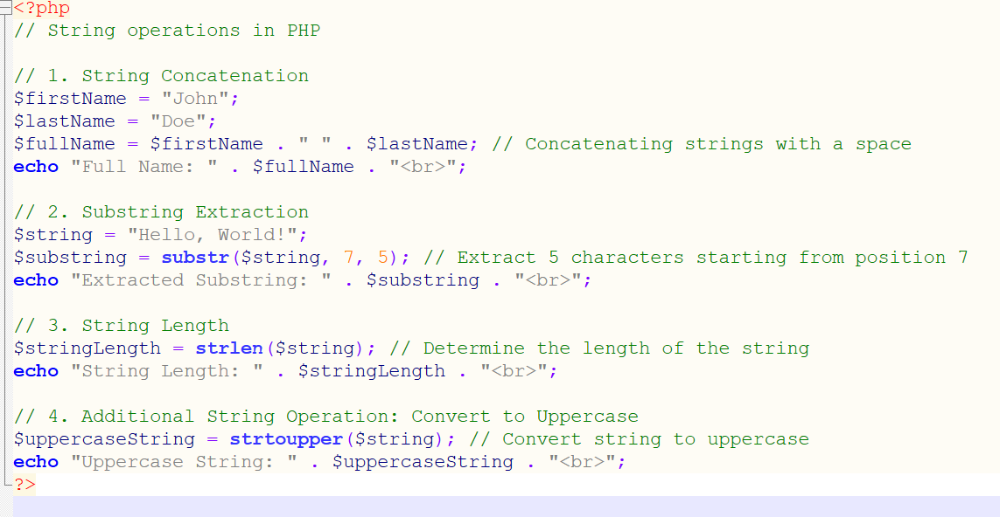 <?php
// String operations in PHP
// 1. String Concatenation
$firstName = "John";
$lastName = "Doe";
$fullName = $firstName . " " . $lastName; // Concatenating strings with a space
echo "Full Name: " . $fullName . "<br>";
// 2. Substring Extraction
$string = "Hello, World!";
$substring = substr($string, 7, 5); // Extract 5 characters starting from position 7
echo "Extracted Substring: " . $substring . "<br>";
// 3. String Length
$stringLength = strlen($string); // Determine the length of the string
echo "String Length: " . $stringLength . "<br>";
// 4. Additional String Operation: Convert to Uppercase
$uppercaseString = strtoupper($string); // Convert string to uppercase
echo "Uppercase String: " . $uppercaseString . "<br>";
?>